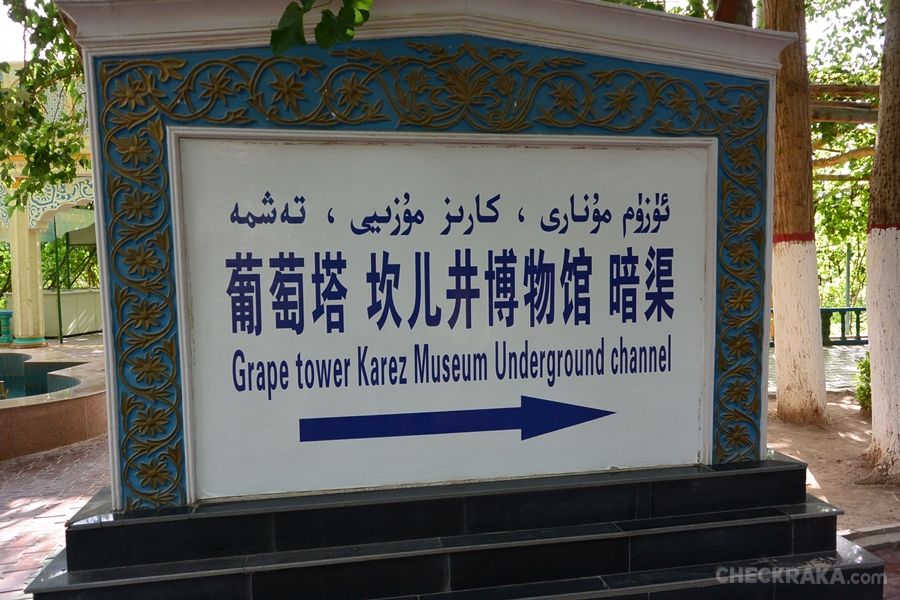 ئۈزۈم مۇنارى ، كارىز مۇزىيى ، تەشمە
葡萄塔 坎儿井博物馆 暗渠
Grape tower Karez Museum Underground channel
CHECKRAKA.com